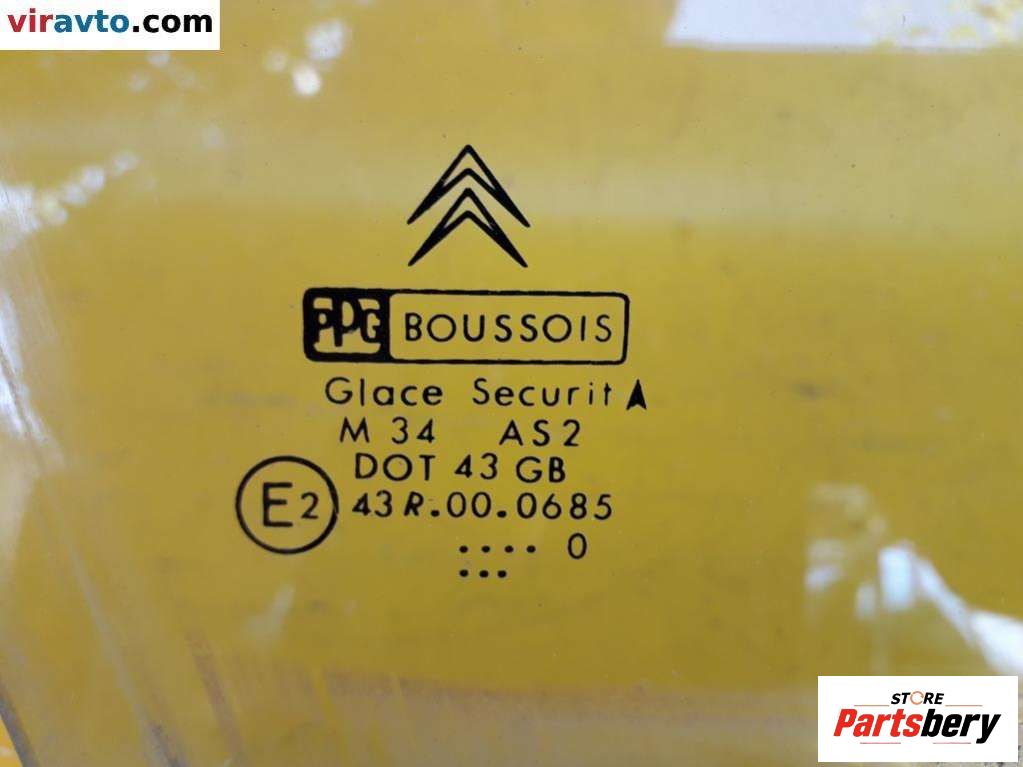 viravto.com
PPG BOUSSOIS
Glace Securit
M 34 AS2
DOT 43 GB
E2 43R.00.0685
.... 0
...
STORE
Partsbery